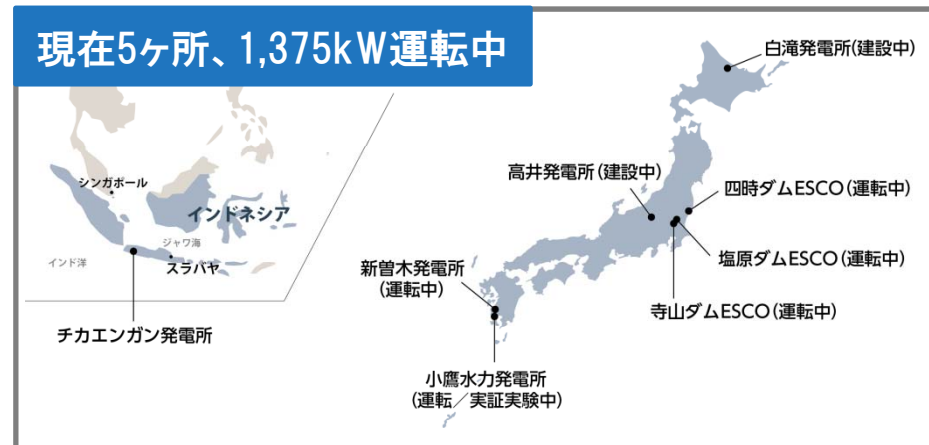 現在5ヶ所、1,375kW運転中
白滝発電所(建設中)
シンガポール
インドネシア
ジャワ海
インド洋
スラバヤ
チカエンガン発電所
高井発電所(建設中)
四時ダムESCO(運転中)
塩原ダムESCO(運転中)
寺山ダムESCO(運転中)
新曽木発電所
(運転中)
小鷹水力発電所
(運転/実証実験中)